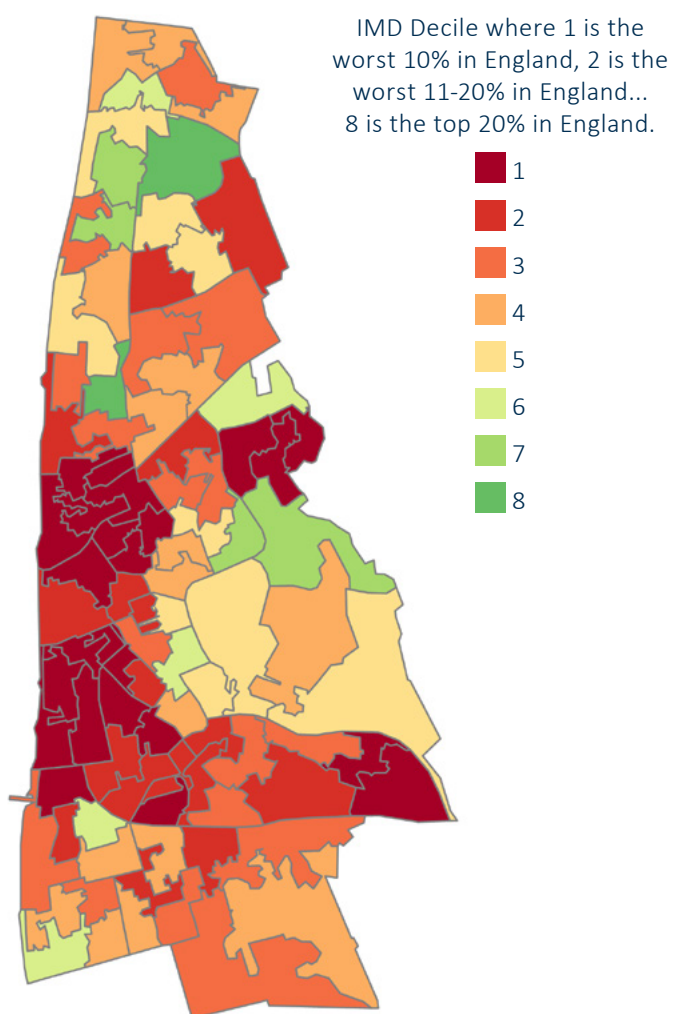 IMD Decile where 1 is the
worst 10% in England, 2 is the
worst 11-20% in England...
8 is the top 20% in England.
1
2
3
4
5
6
7
8